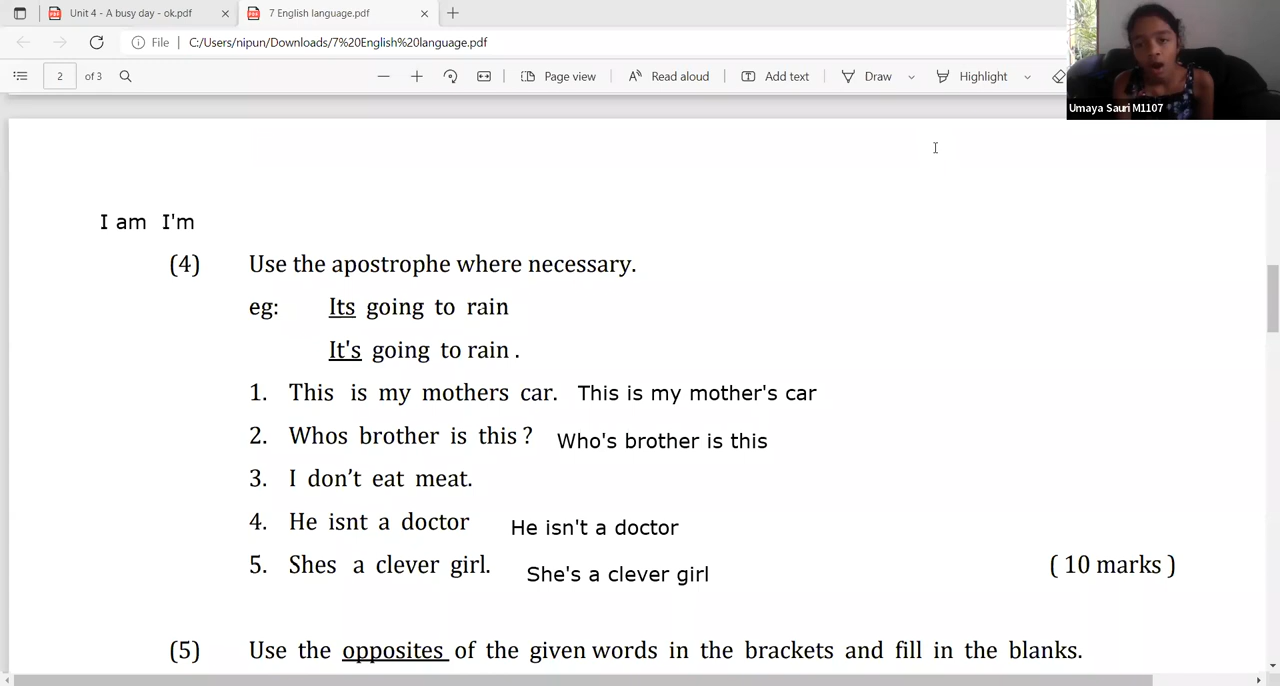 Unit 4 - A busy day - ok.pdf
7 English language.pdf
File
C:/Users/nipun/Downloads/7%20English%20language.pdf
2 of 3
Page view
Read aloud
Add text
Draw
Highlight
Umaya Sauri M1107
I am I'm
(4) Use the apostrophe where necessary.
eg: Its going to rain
It's going to rain .
1. This is my mothers car. This is my mother's car
2. Whos brother is this ? Who's brother is this
3. I don't eat meat.
4. He isnt a doctor He isn't a doctor
5. Shes a clever girl. She's a clever girl ( 10 marks )
(5) Use the opposites of the given words in the brackets and fill in the blanks.